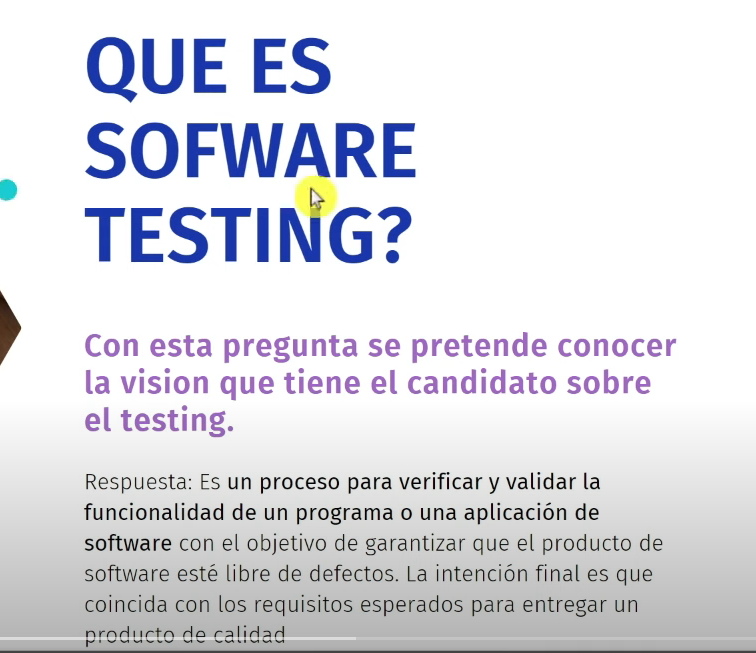 QUE ES
SOFWARE
TESTING?
Con esta pregunta se pretende conocer
la vision que tiene el candidato sobre
el testing.
Respuesta: Es un proceso para verificar y validar la
funcionalidad de un programa o una aplicación de
software con el objetivo de garantizar que el producto de
software esté libre de defectos. La intención final es que
coincida con los requisitos esperados para entregar un
producto de calidad